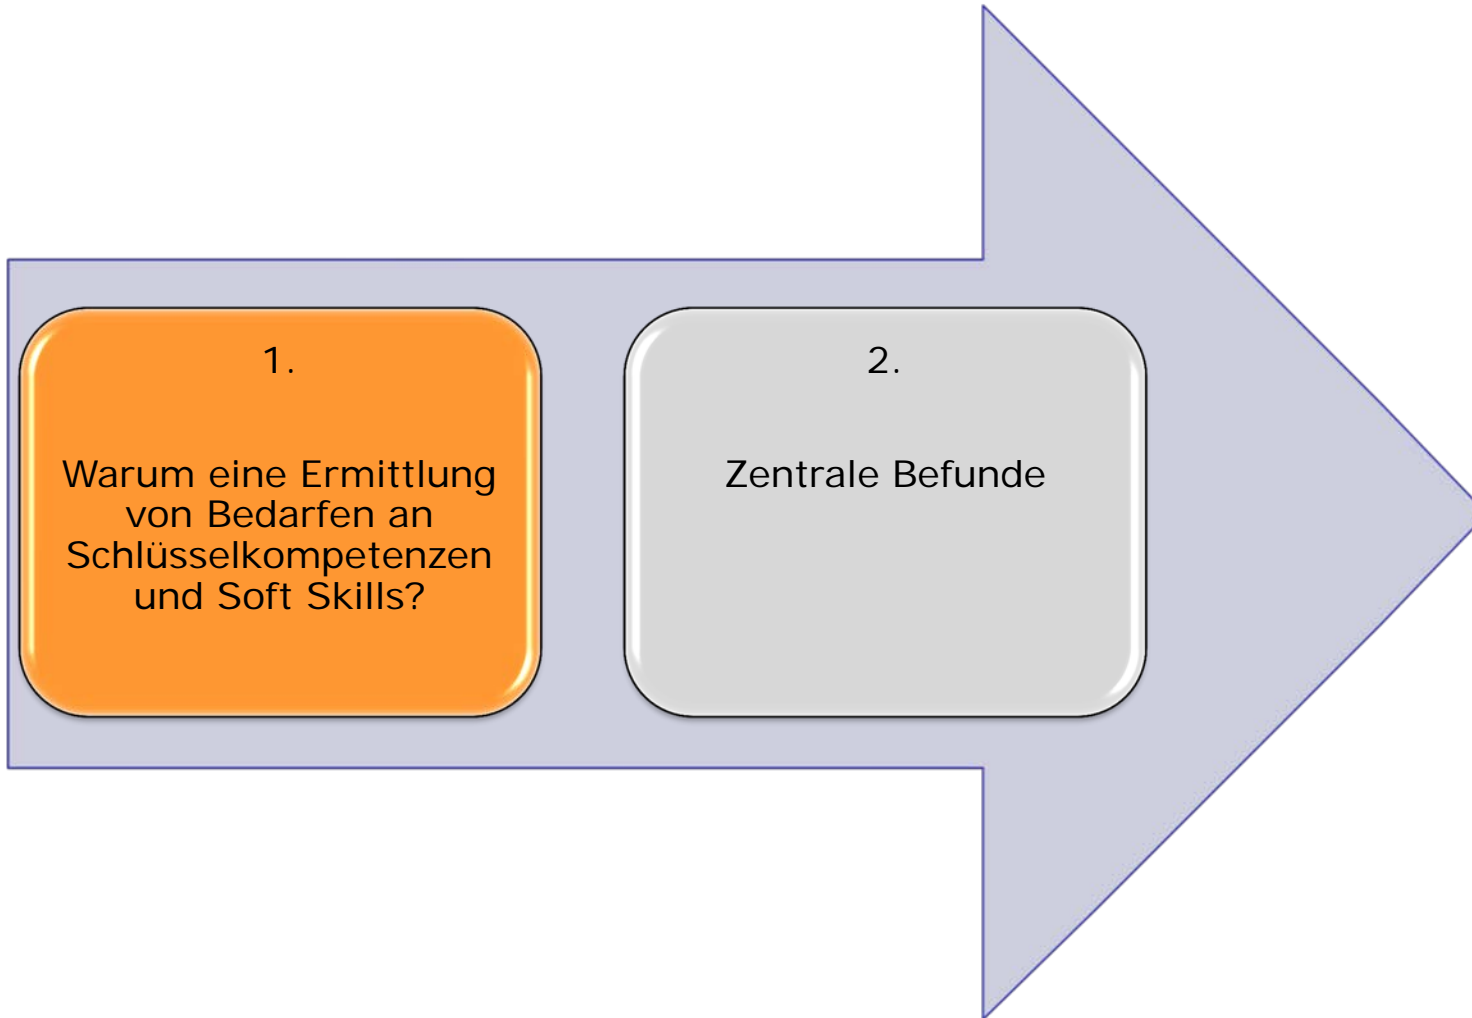 1.
Warum eine Ermittlung
von Bedarfen an
Schlüsselkompetenzen
und Soft Skills?
2.
Zentrale Befunde